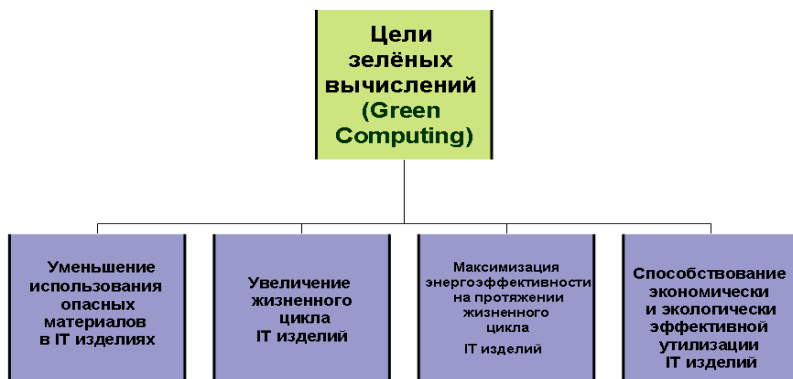 Цели
зелёных
вычислений
(Green
Computing)
Уменьшение
использования
опасных
материалов
в IT изделиях
Увеличение
жизненного
цикла
IT изделий
Максимизация
энергоэффективности
на протяжении
жизненного
цикла
IT изделий
Способствование
экономически
и экологически
эффективной
утилизации
IT изделий